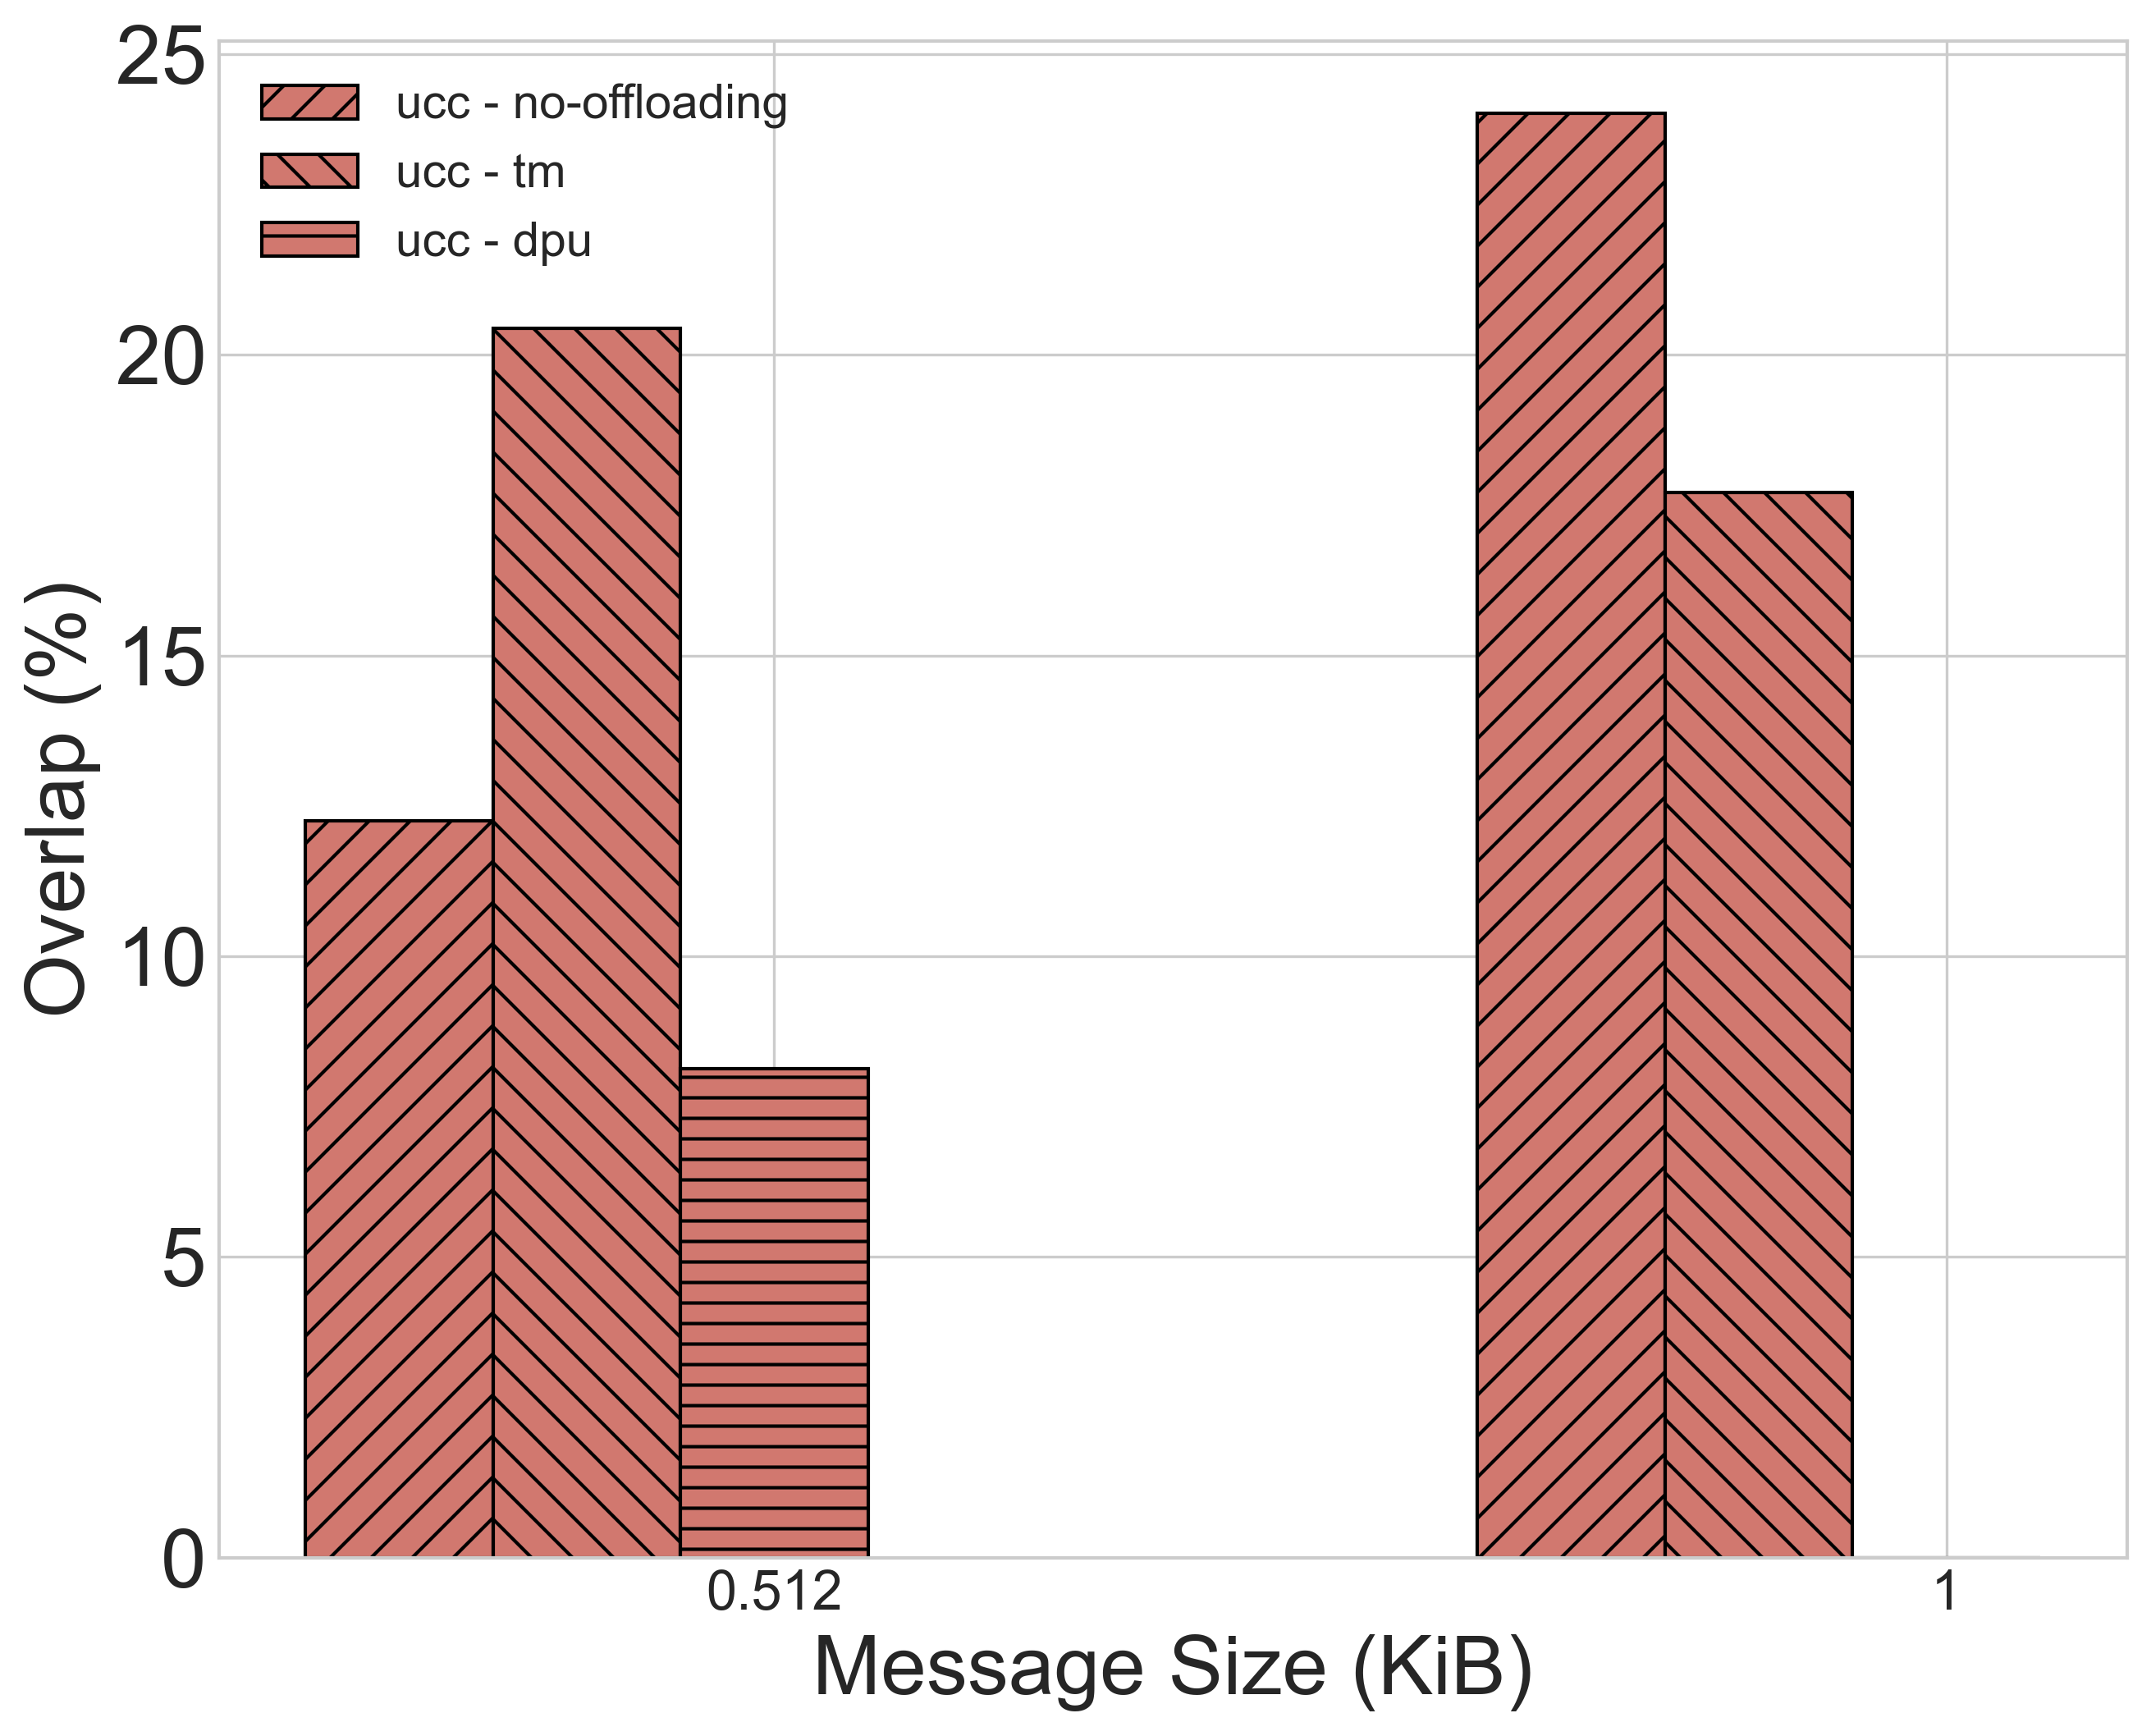 25
20
15
10
5
0
Overlap (%)
ucc - no-offloading
ucc - tm
ucc - dpu
0.512
1
Message Size (KiB)